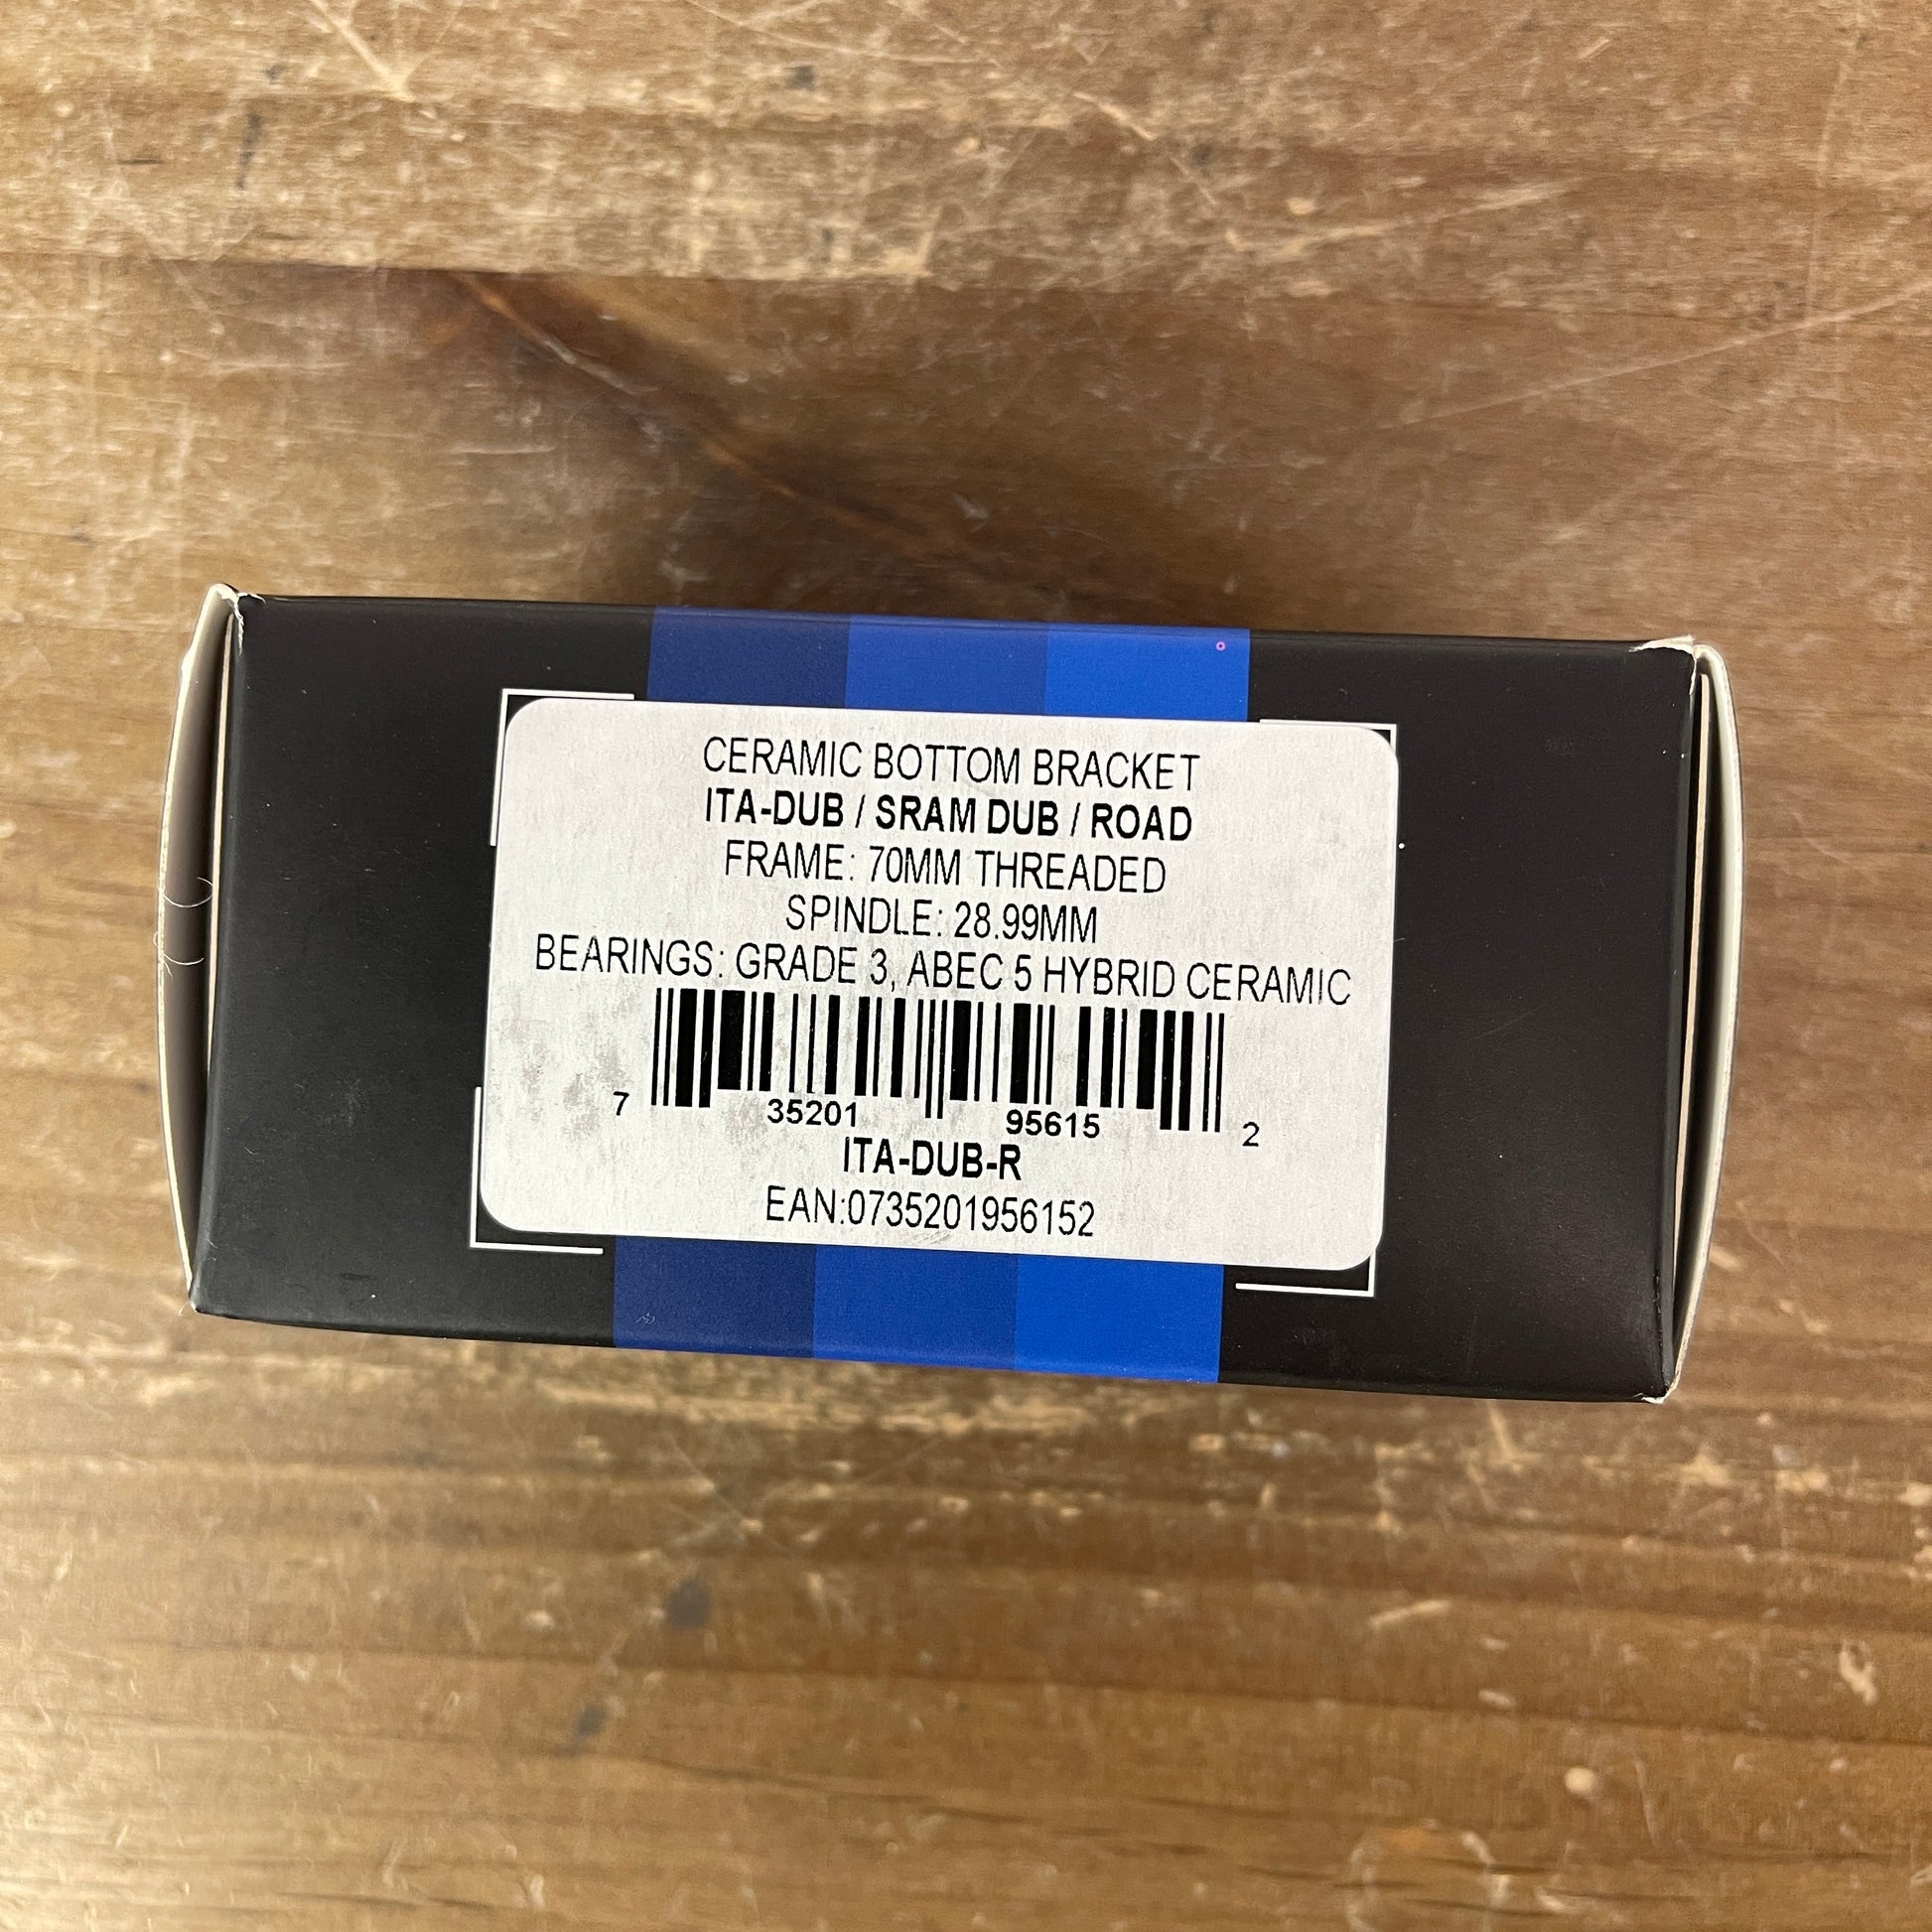 CERAMIC BOTTOM BRACKET
ITA-DUB / SRAM DUB / ROAD
FRAME: 70MM THREADED
SPINDLE: 28.99MM
BEARINGS: GRADE 3, ABEC 5 HYBRID CERAMIC
7 35201 95615 2
ITA-DUB-R
EAN:0735201956152